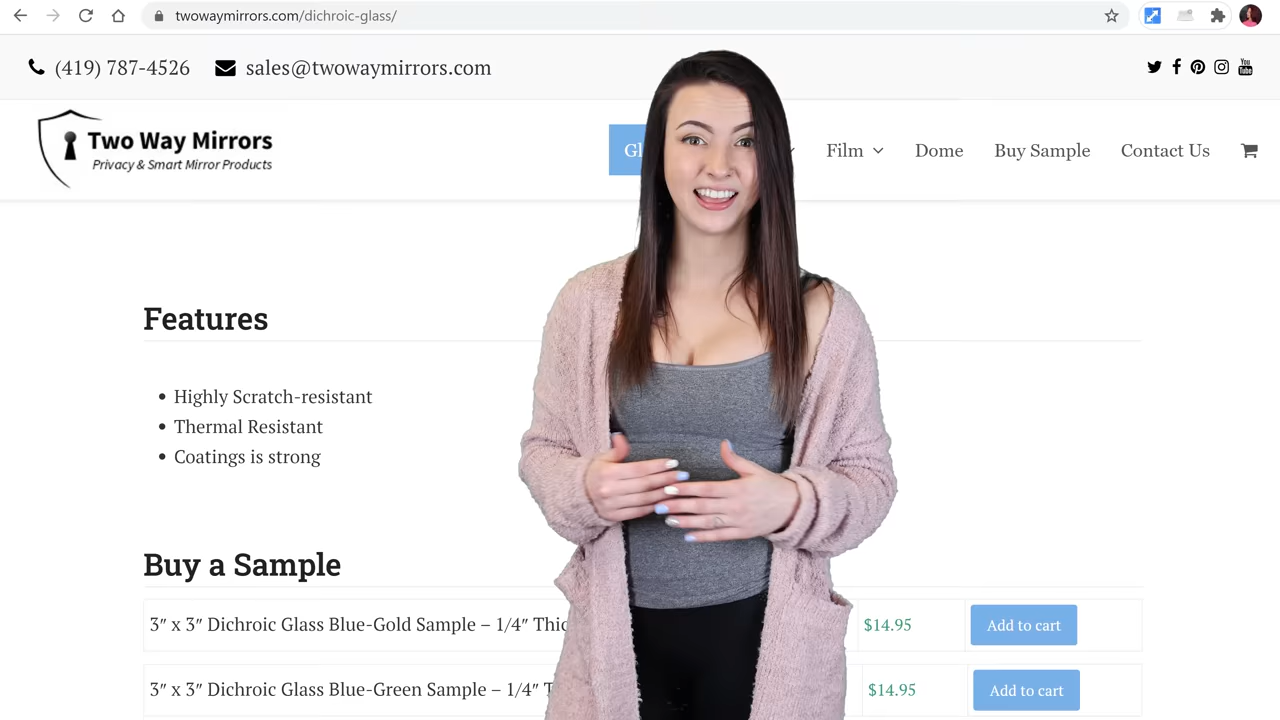 twowaymirrors.com/dichroic-glass/
(419) 787-4526 sales@twowaymirrors.com
You
Tube
Two Way Mirrors
Privacy & Smart Mirror Products
Film Dome Buy Sample Contact Us
Features
• Highly Scratch-resistant
• Thermal Resistant
• Coatings is strong
Buy a Sample
3″ x 3″ Dichroic Glass Blue-Gold Sample – 1/4″ $14.95 Add to cart
3″ x 3″ Dichroic Glass Blue-Green Sample – 1/4″ $14.95 Add to cart